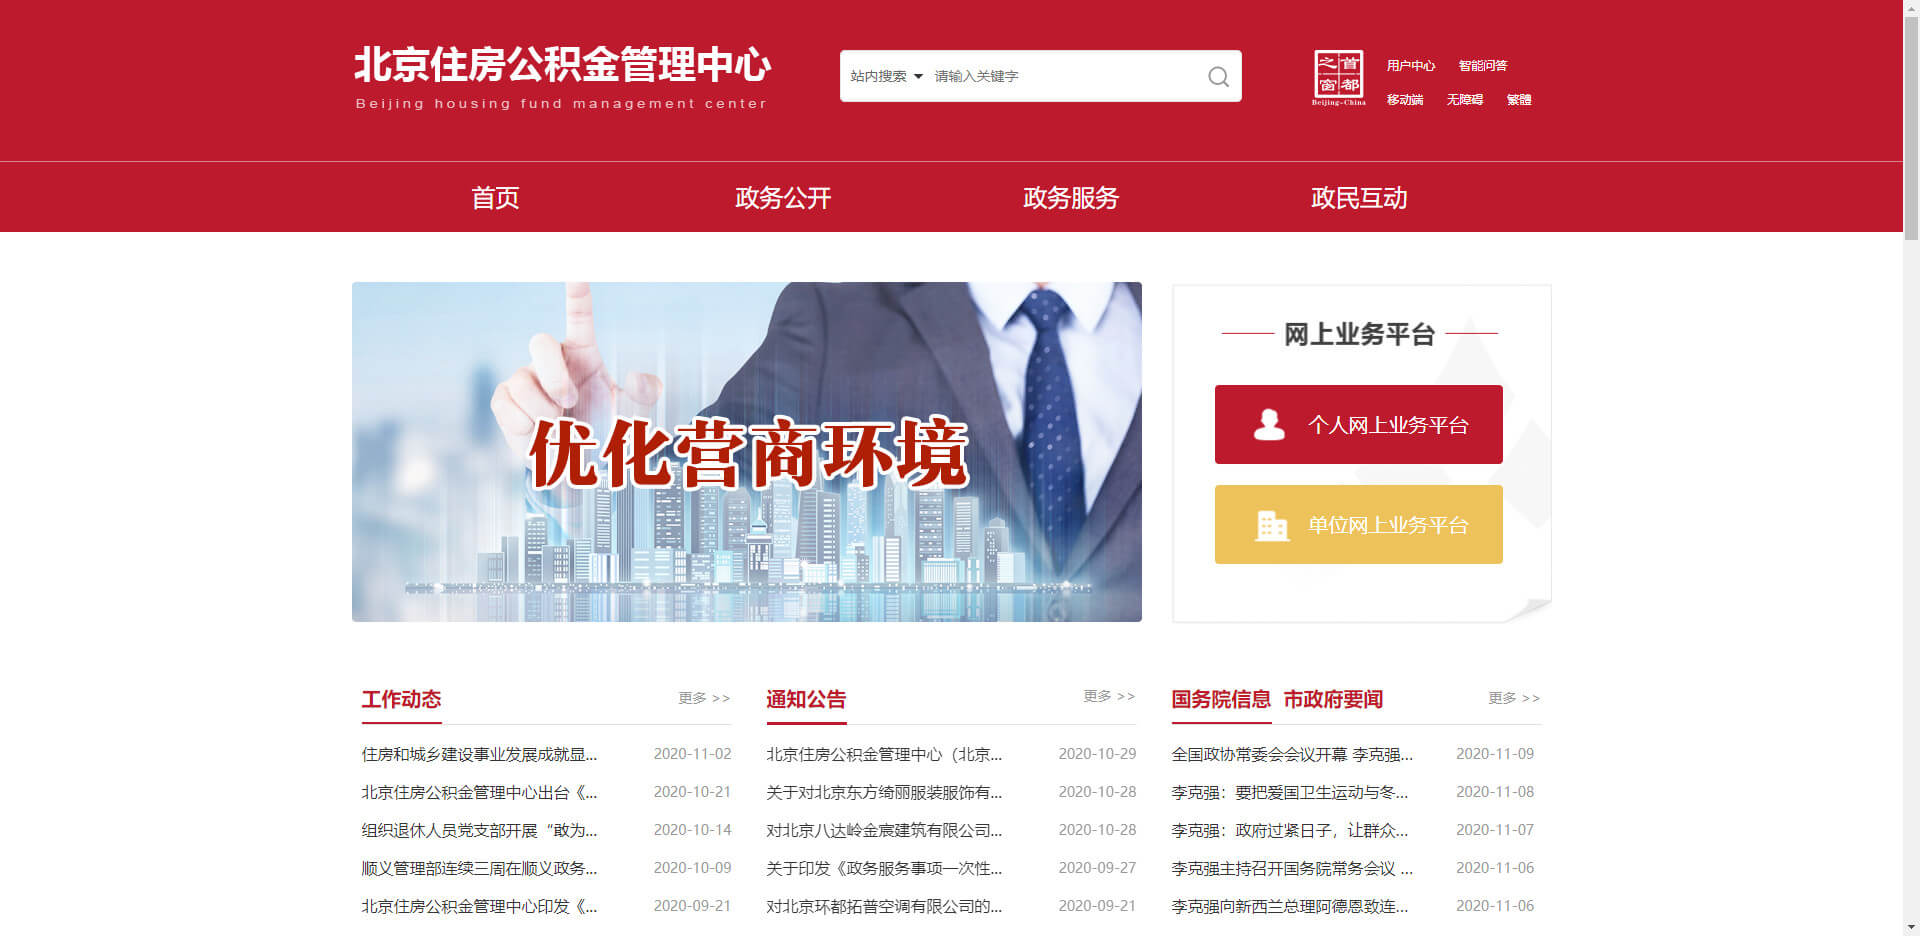 北京住房公积金管理中心
Beijing housing fund management center
站内搜索 请输入关键字
首都之窗
Beijing-China
用户中心 智能问答
移动端 无障碍 繁體
首页 政务公开 政务服务 政民互动
优化营商环境
网上业务平台
个人网上业务平台
单位网上业务平台
工作动态 更多 >>
住房和城乡建设事业发展成就显... 2020-11-02
北京住房公积金管理中心出台《... 2020-10-21
组织退休人员党支部开展“敢为... 2020-10-14
顺义管理部连续三周在顺义政务... 2020-10-09
北京住房公积金管理中心印发《... 2020-09-21
通知公告 更多 >>
北京住房公积金管理中心（北京... 2020-10-29
关于对北京东方绮丽服装服饰有... 2020-10-28
对北京八达岭金宸建筑有限公司... 2020-10-28
关于印发《政务服务事项一次性... 2020-09-27
对北京环都拓普空调有限公司的... 2020-09-21
国务院信息 市政府要闻 更多 >>
全国政协常委会会议开幕 李克强... 2020-11-09
李克强：要把爱国卫生运动与冬... 2020-11-08
李克强：政府过紧日子，让群众... 2020-11-07
李克强主持召开国务院常务会议 ... 2020-11-06
李克强向新西兰总理阿德恩致连... 2020-11-06